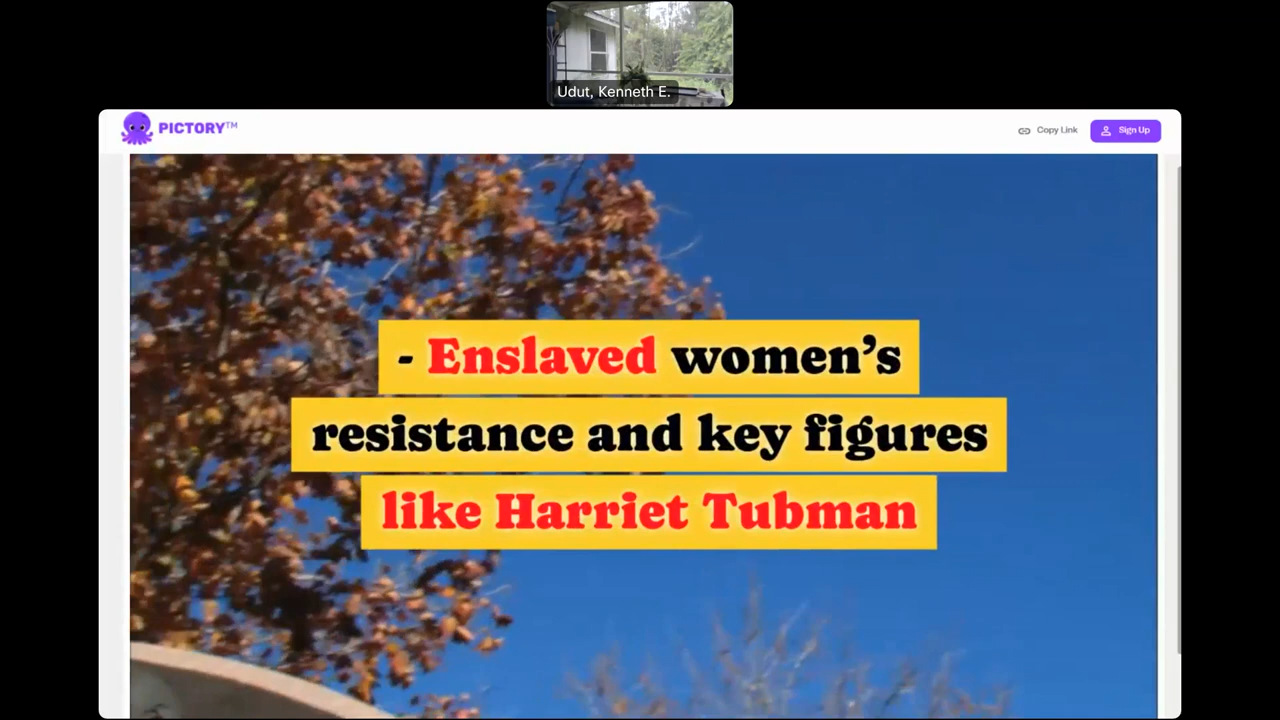 Udut, Kenneth E.
PICTORY™
Copy Link
Sign Up
- Enslaved women’s
resistance and key figures
like Harriet Tubman